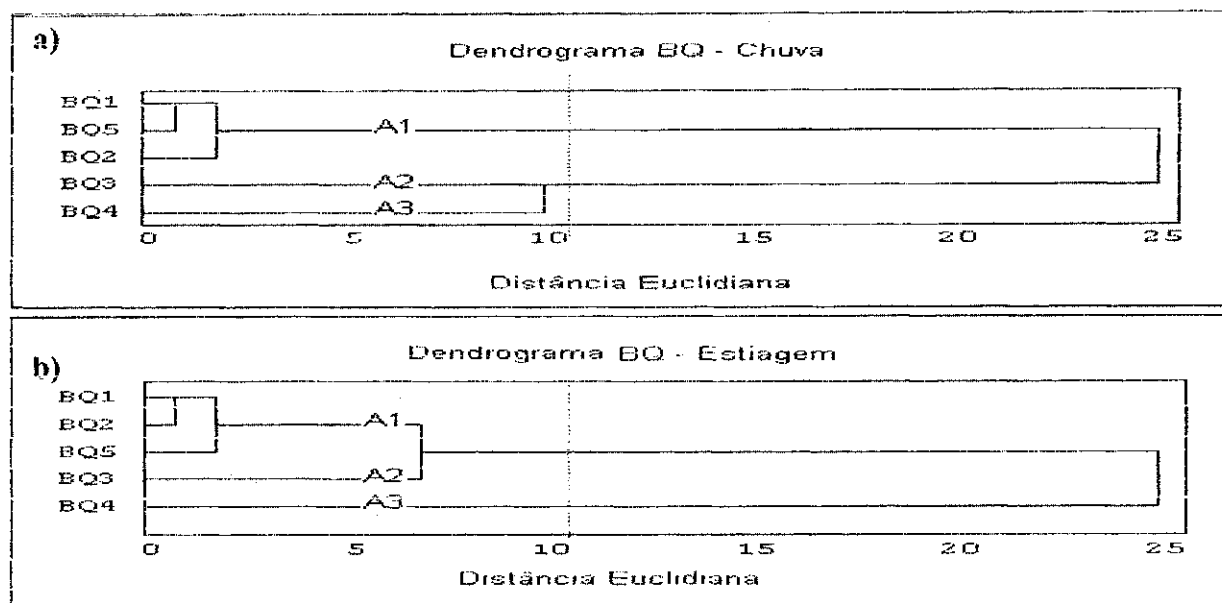 a)
Dendrograma BQ - Chuva
BQ1
BQ5
BQ2
BQ3
BQ4
A1
A2
A3
0 5 10 15 20 25
Distância Euclidiana
b)
Dendrograma BQ - Estiagem
BQ1
BQ2
BQ5
BQ3
BQ4
A1
A2
A3
0 5 10 15 20 25
Distância Euclidiana